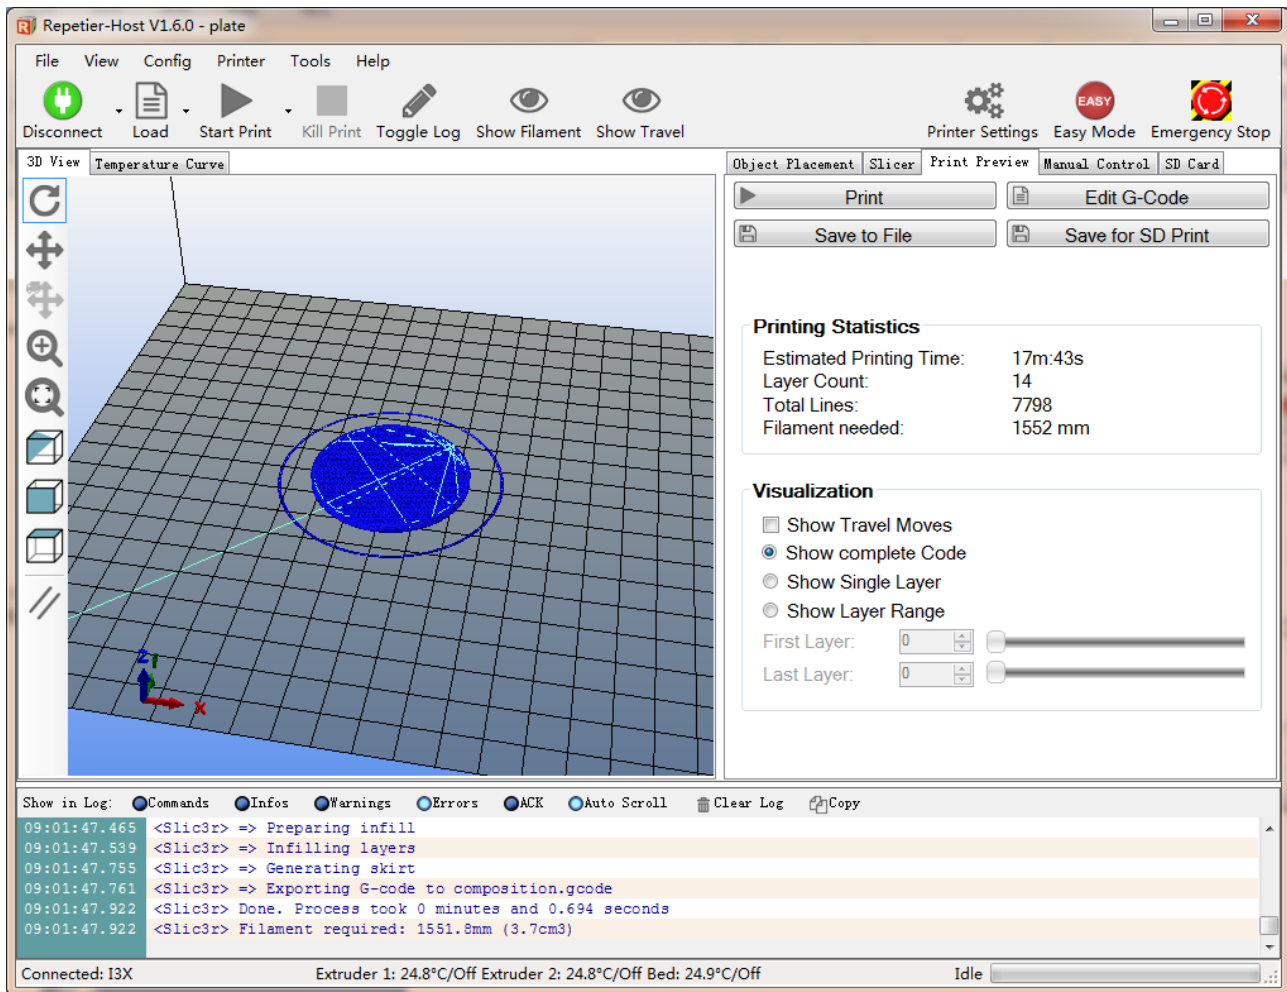 Repetier-Host V1.6.0 - plate
File View Config Printer Tools Help
Disconnect Load Start Print Kill Print Toggle Log Show Filament Show Travel Printer Settings EASY Easy Mode Emergency Stop
3D View Temperature Curve
Object Placement Slicer Print Preview Manual Control SD Card
Print Edit G-Code
Save to File Save for SD Print
Printing Statistics
Estimated Printing Time: 17m:43s
Layer Count: 14
Total Lines: 7798
Filament needed: 1552 mm
Visualization
Show Travel Moves
Show complete Code
Show Single Layer
Show Layer Range
First Layer: 0
Last Layer: 0
Z Y
X
Show in Log: Commands Infos Warnings Errors ACK Auto Scroll Clear Log Copy
09:01:47.465 <Slic3r> => Preparing infill
09:01:47.539 <Slic3r> => Infilling layers
09:01:47.755 <Slic3r> => Generating skirt
09:01:47.761 <Slic3r> => Exporting G-code to composition.gcode
09:01:47.922 <Slic3r> Done. Process took 0 minutes and 0.694 seconds
09:01:47.922 <Slic3r> Filament required: 1551.8mm (3.7cm3)
Connected: I3X Extruder 1: 24.8°C/Off Extruder 2: 24.8°C/Off Bed: 24.9°C/Off Idle